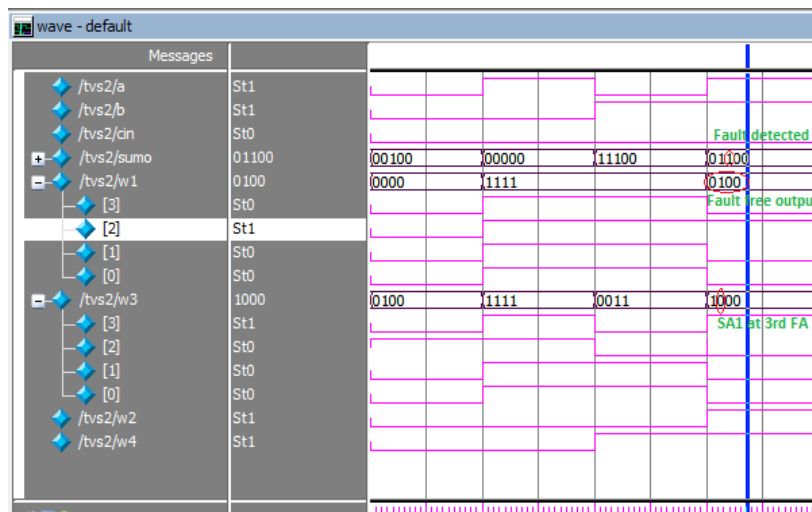 wave - default
Messages
/tvs2/a St1
/tvs2/b St1
/tvs2/cin St0 Fault detected
/tvs2/sumo 01100 00100 00000 11100 01100
/tvs2/w1 0100 0000 1111 0100
[3] St0 Fault free outpu
[2] St1
[1] St0
[0] St0
/tvs2/w3 1000 0100 1111 0011 1000
[3] St1 SA1 at 3rd FA
[2] St0
[1] St0
[0] St0
/tvs2/w2 St1
/tvs2/w4 St1